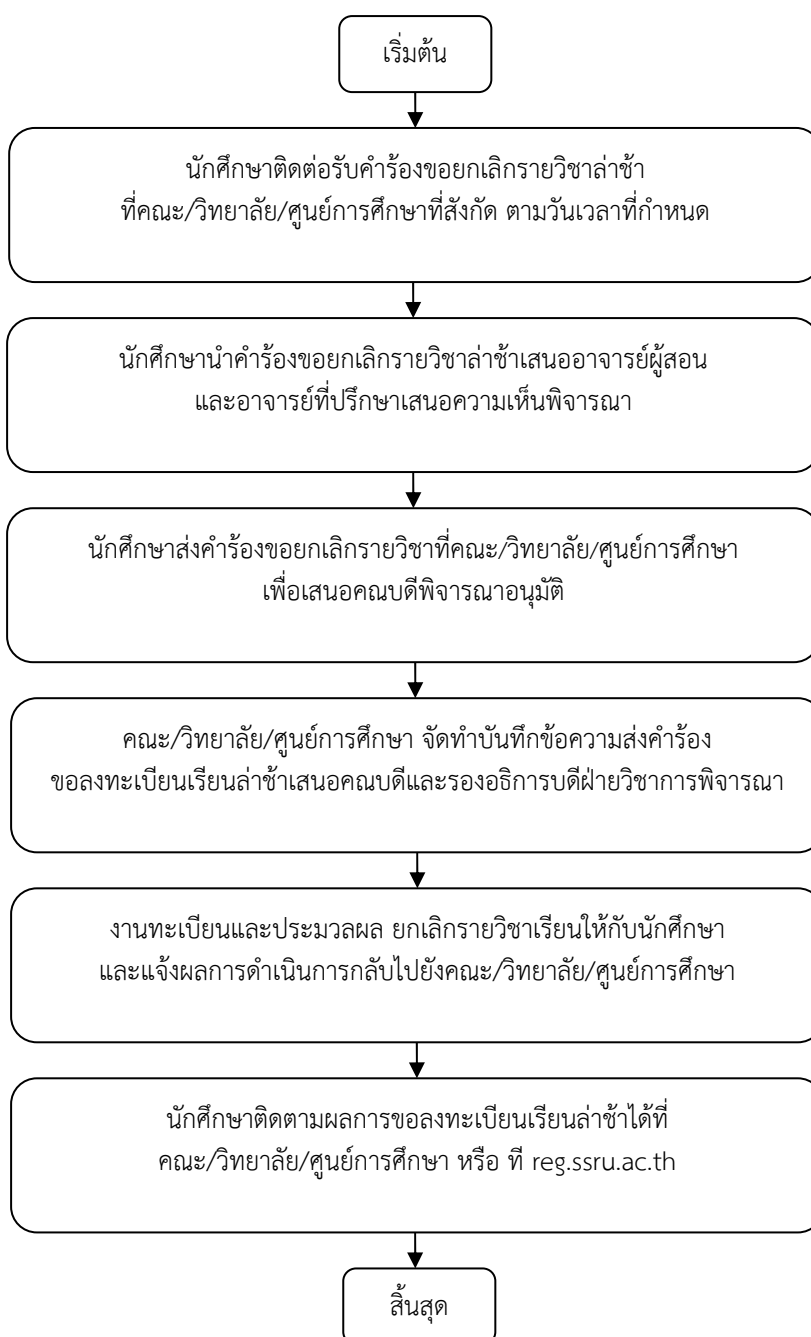 เริ่มต้น
นักศึกษาติดต่อรับคำร้องขอยกเลิกรายวิชาล่าช้า
ที่คณะ/วิทยาลัย/ศูนย์การศึกษาที่สังกัด ตามวันเวลาที่กำหนด
นักศึกษานำคำร้องขอยกเลิกรายวิชาล่าช้าเสนออาจารย์ผู้สอน
และอาจารย์ที่ปรึกษาเสนอความเห็นพิจารณา
นักศึกษาส่งคำร้องขอยกเลิกรายวิชาที่คณะ/วิทยาลัย/ศูนย์การศึกษา
เพื่อเสนอคณบดีพิจารณาอนุมัติ
คณะ/วิทยาลัย/ศูนย์การศึกษา จัดทำบันทึกข้อความส่งคำร้อง
ขอลงทะเบียนเรียนล่าช้าเสนอคณบดีและรองอธิการบดีฝ่ายวิชาการพิจารณา
งานทะเบียนและประมวลผล ยกเลิกรายวิชาเรียนให้กับนักศึกษา
และแจ้งผลการดำเนินการกลับไปยังคณะ/วิทยาลัย/ศูนย์การศึกษา
นักศึกษาติดตามผลการขอลงทะเบียนเรียนล่าช้าได้ที่
คณะ/วิทยาลัย/ศูนย์การศึกษา หรือ ที reg.ssru.ac.th
สิ้นสุด